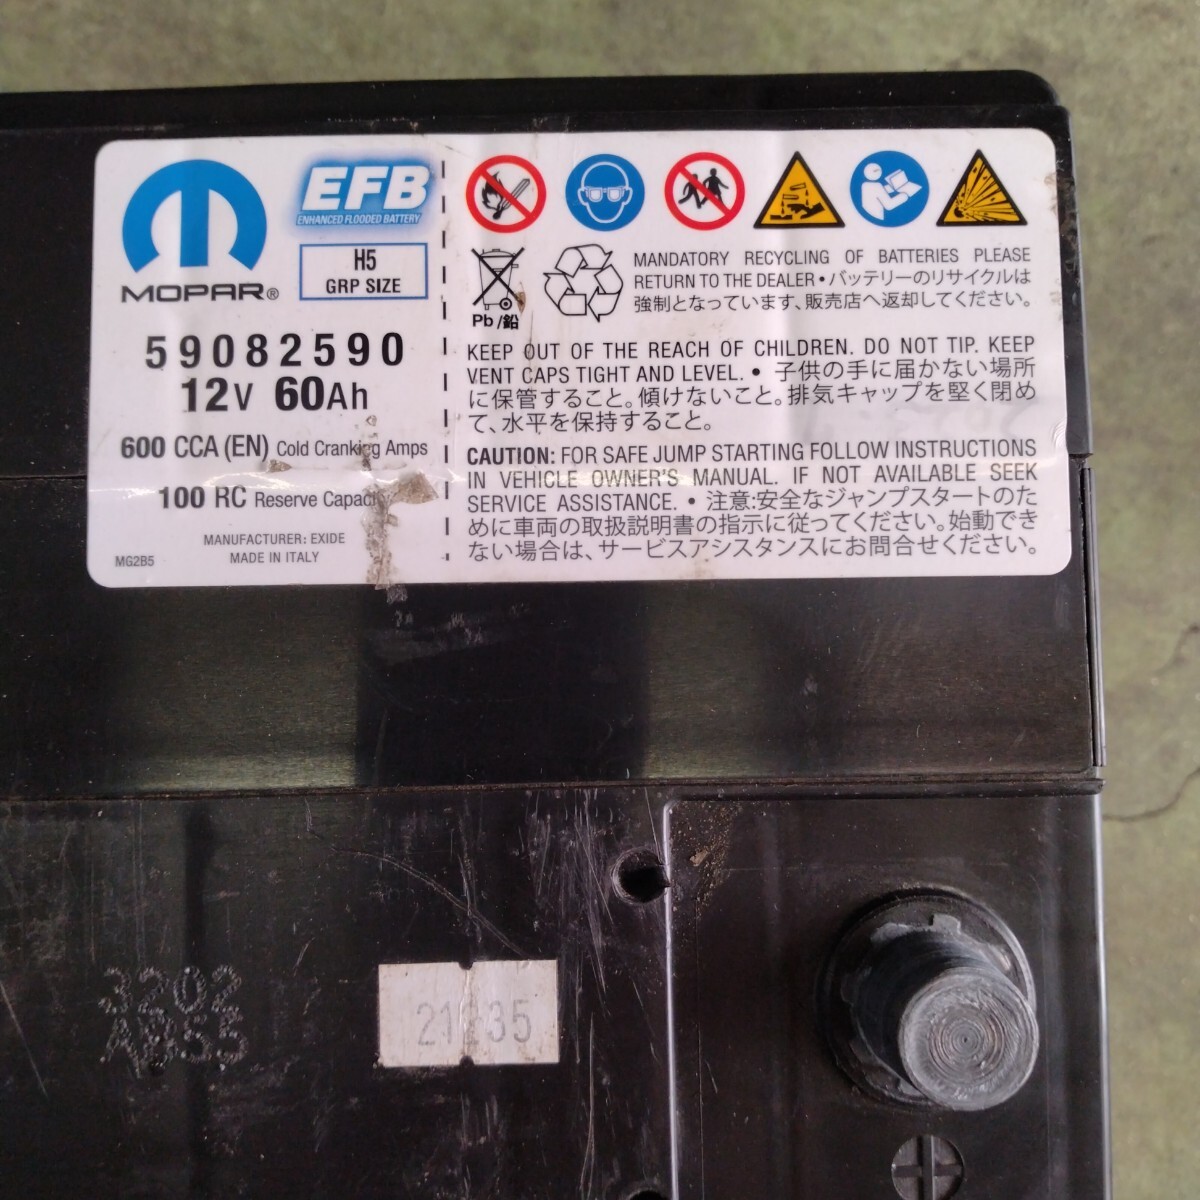 MOPAR®
EFB
ENHANCED FLOODED BATTERY
H5
GRP SIZE
59082590
12V 60Ah
600 CCA (EN) Cold Cranking Amps
100 RC Reserve Capacity
MANUFACTURER: EXIDE
MADE IN ITALY
MG2B5
Pb/鉛
MANDATORY RECYCLING OF BATTERIES PLEASE
RETURN TO THE DEALER • バッテリーのリサイクルは
強制となっています、販売店へ返却してください。
KEEP OUT OF THE REACH OF CHILDREN. DO NOT TIP. KEEP
VENT CAPS TIGHT AND LEVEL. • 子供の手に届かない場所
に保管すること。傾けないこと。排気キャップを堅く閉め
て、水平を保持すること。
CAUTION: FOR SAFE JUMP STARTING FOLLOW INSTRUCTIONS
IN VEHICLE OWNER'S MANUAL. IF NOT AVAILABLE SEEK
SERVICE ASSISTANCE. • 注意:安全なジャンプスタートのた
めに車両の取扱説明書の指示に従ってください。始動でき
ない場合は、サービスアシスタンスにお問合せください。
3202